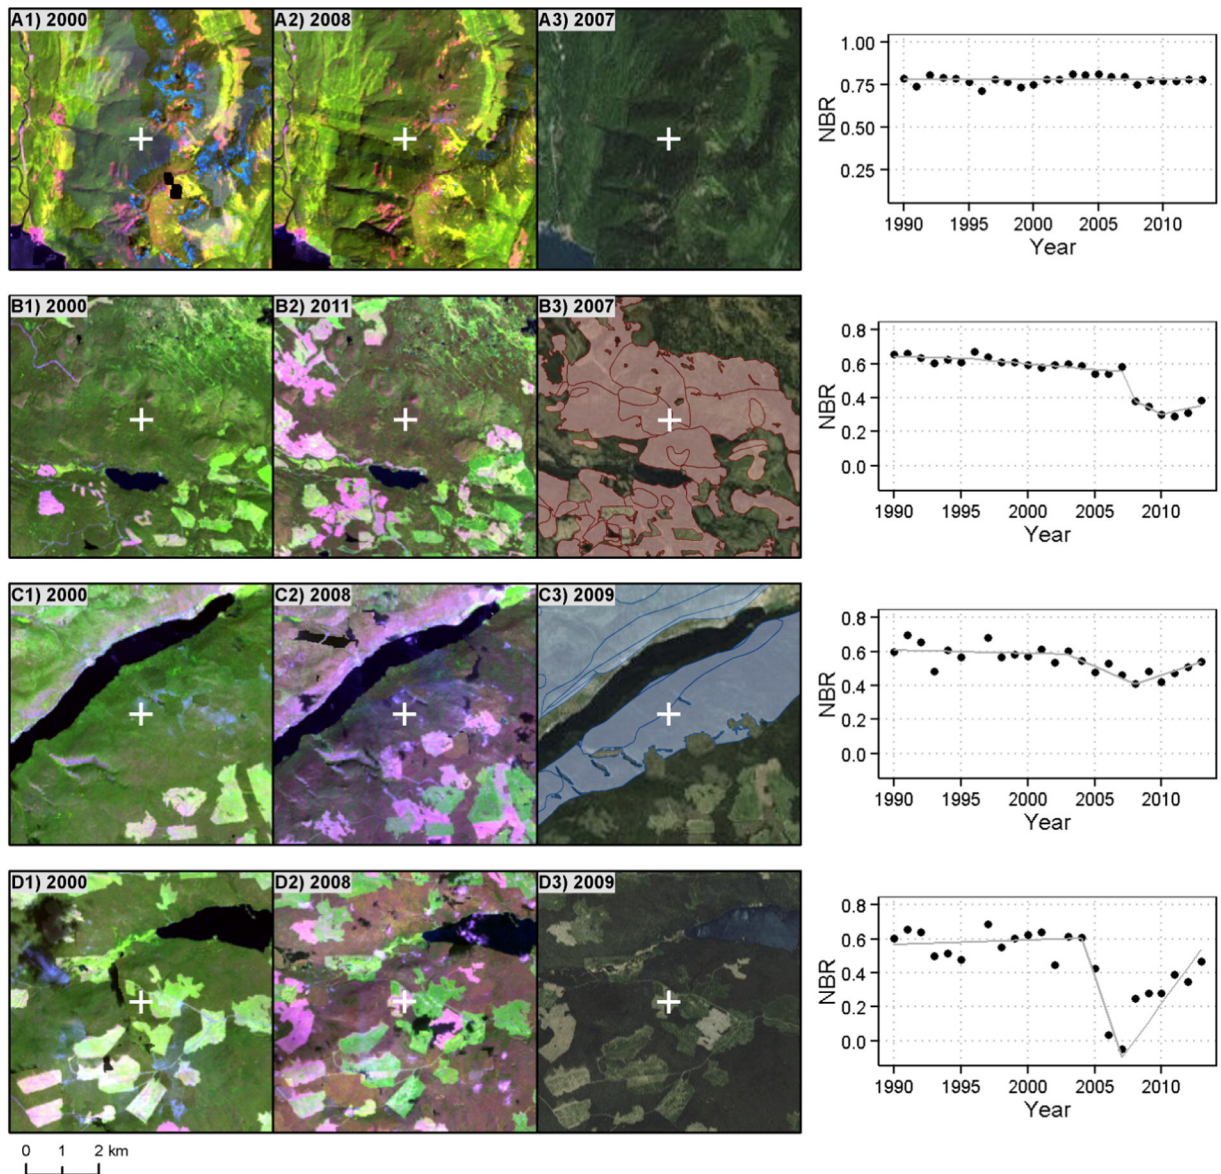 A1) 2000
A2) 2008
A3) 2007
1.00
0.75
0.50
0.25
NBR
1990 1995 2000 2005 2010
Year
B1) 2000
B2) 2011
B3) 2007
0.8
0.6
0.4
0.2
0.0
NBR
1990 1995 2000 2005 2010
Year
C1) 2000
C2) 2008
C3) 2009
0.8
0.6
0.4
0.2
0.0
NBR
1990 1995 2000 2005 2010
Year
D1) 2000
D2) 2008
D3) 2009
0.8
0.6
0.4
0.2
0.0
NBR
1990 1995 2000 2005 2010
Year
0 1 2 km